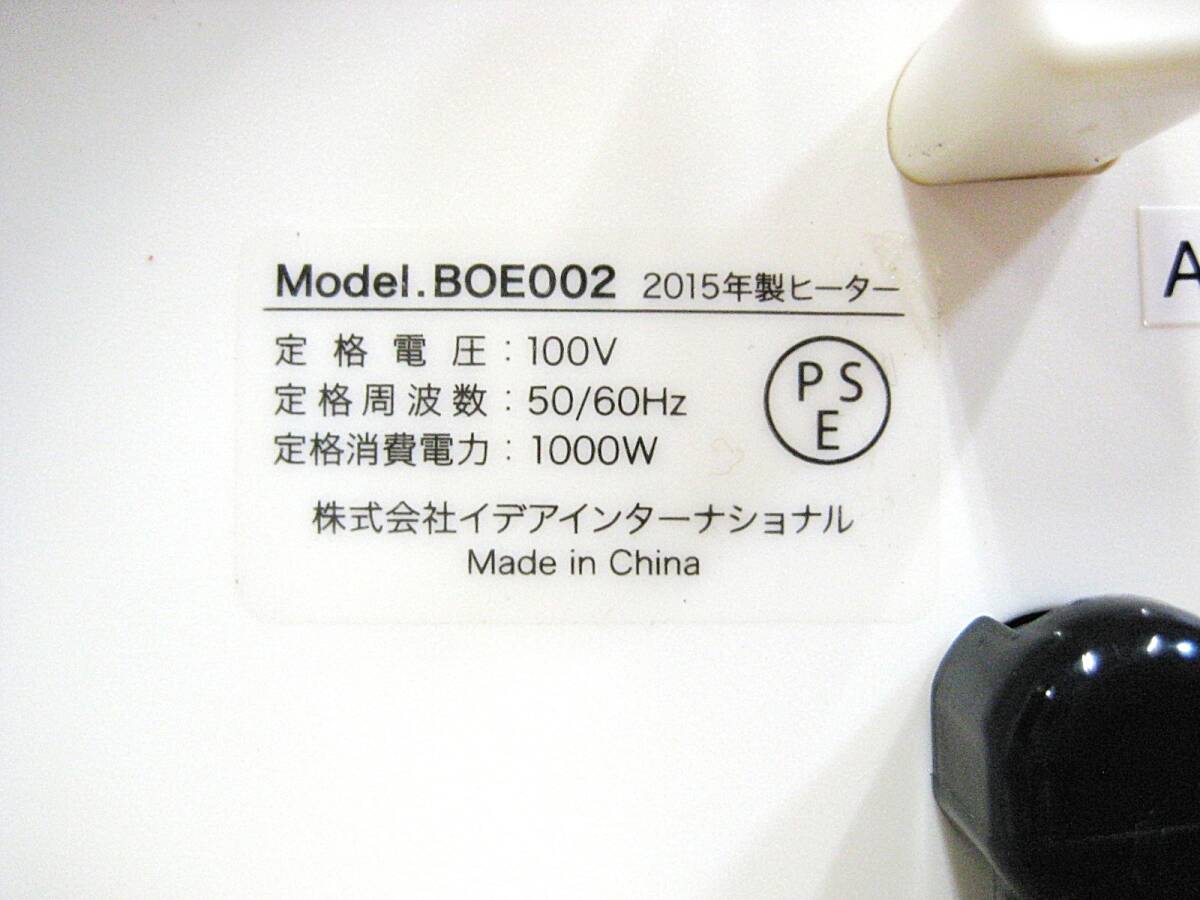 Model.BOE002 2015年製ヒーター
定格電圧：100V
定格周波数：50/60Hz
定格消費電力：1000W
PSE
株式会社イデアインターナショナル
Made in China
A